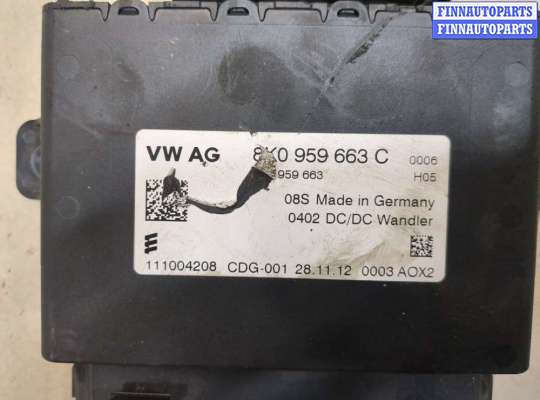 FINNAUTOPARTS
FINNAUTOPARTS
FINNAUTOPARTS
VW AG 8K0 959 663 C 0006
959 663 H05
08S Made in Germany
0402 DC/DC Wandler
111004208 CDG-001 28.11.12 0003 AOX2